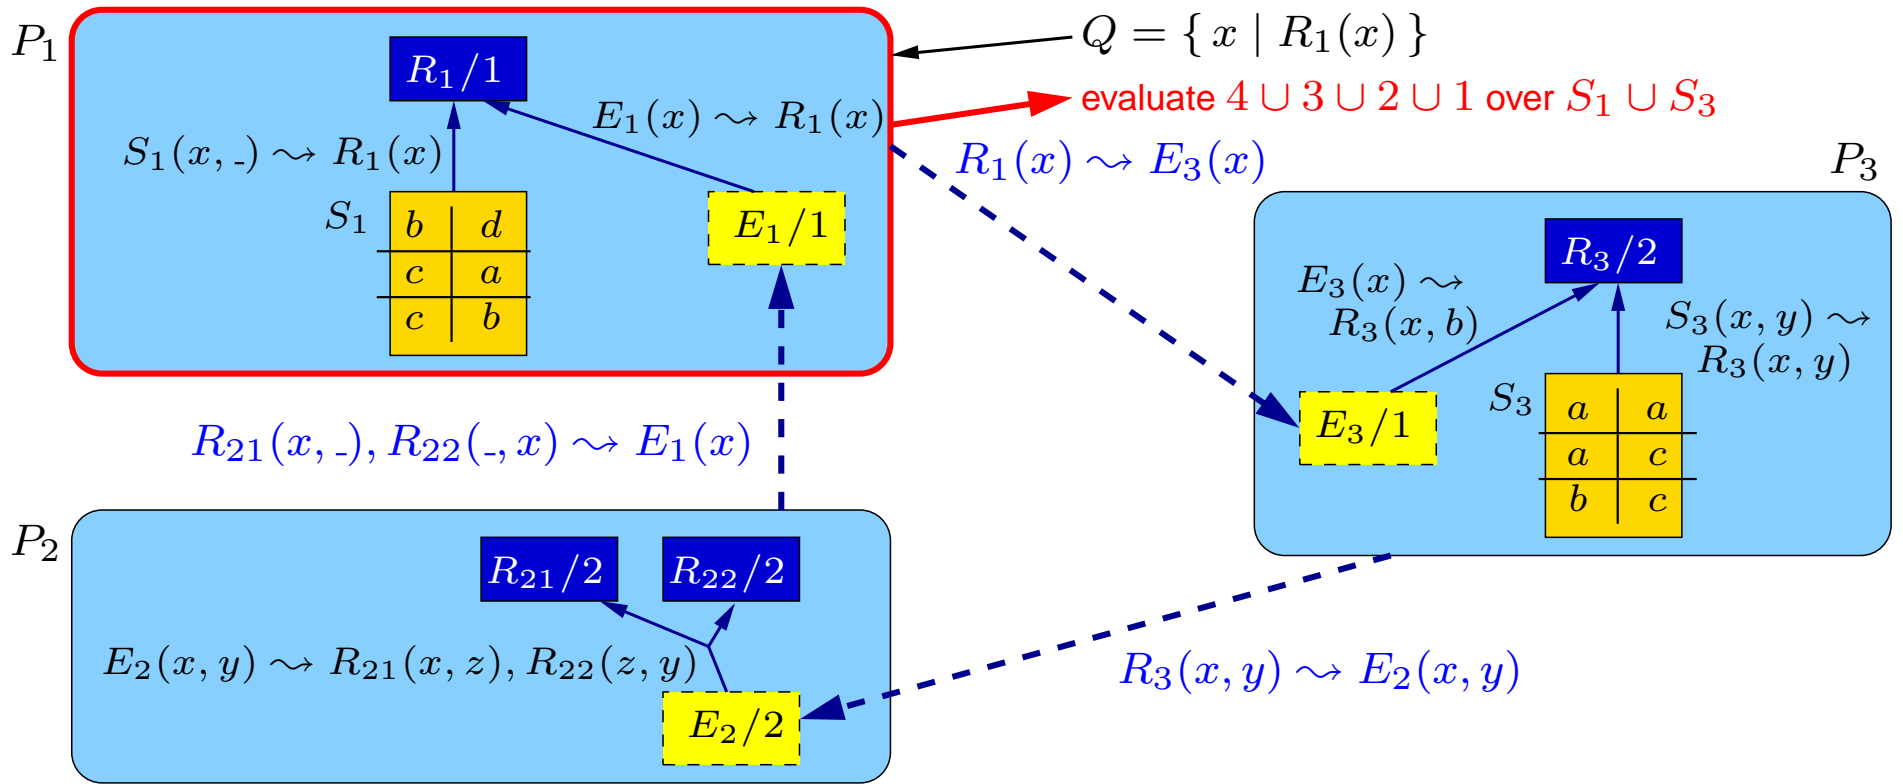 P₁
R₁/1
Q = { x | R₁(x) }
evaluate 4 ∪ 3 ∪ 2 ∪ 1 over S₁ ∪ S₃
E₁(x) ⤳ R₁(x)
S₁(x, _) ⤳ R₁(x)
R₁(x) ⤳ E₃(x)
P₃
S₁
b d
c a
c b
E₁/1
R₃/2
E₃(x) ⤳
R₃(x, b)
S₃(x, y) ⤳
R₃(x, y)
E₃/1
S₃
a a
a c
b c
R₂₁(x, _), R₂₂(_, x) ⤳ E₁(x)
P₂
R₂₁/2
R₂₂/2
E₂(x, y) ⤳ R₂₁(x, z), R₂₂(z, y)
E₂/2
R₃(x, y) ⤳ E₂(x, y)